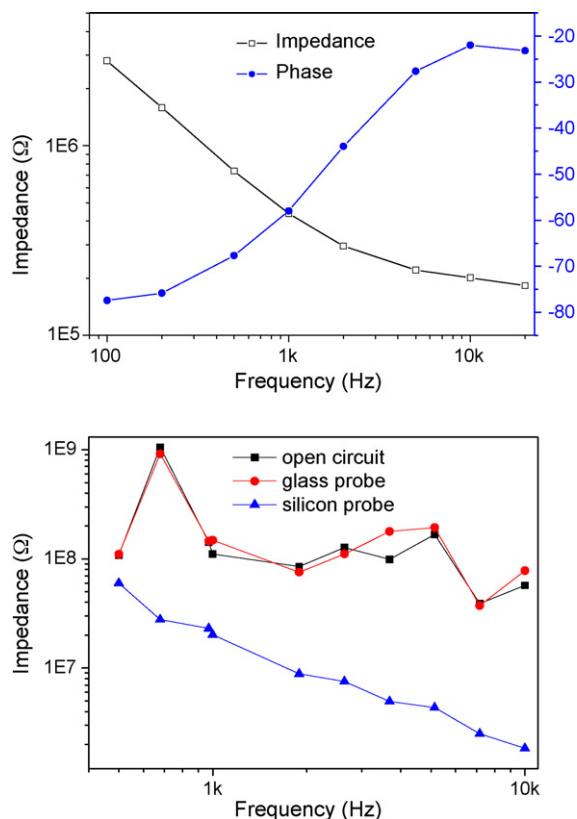 Impedance
Phase
1E6
1E5
Impedance (Ω)
-20
-30
-40
-50
-60
-70
-80
100
1k
10k
Frequency (Hz)
open circuit
glass probe
silicon probe
1E9
1E8
1E7
Impedance (Ω)
1k
10k
Frequency (Hz)